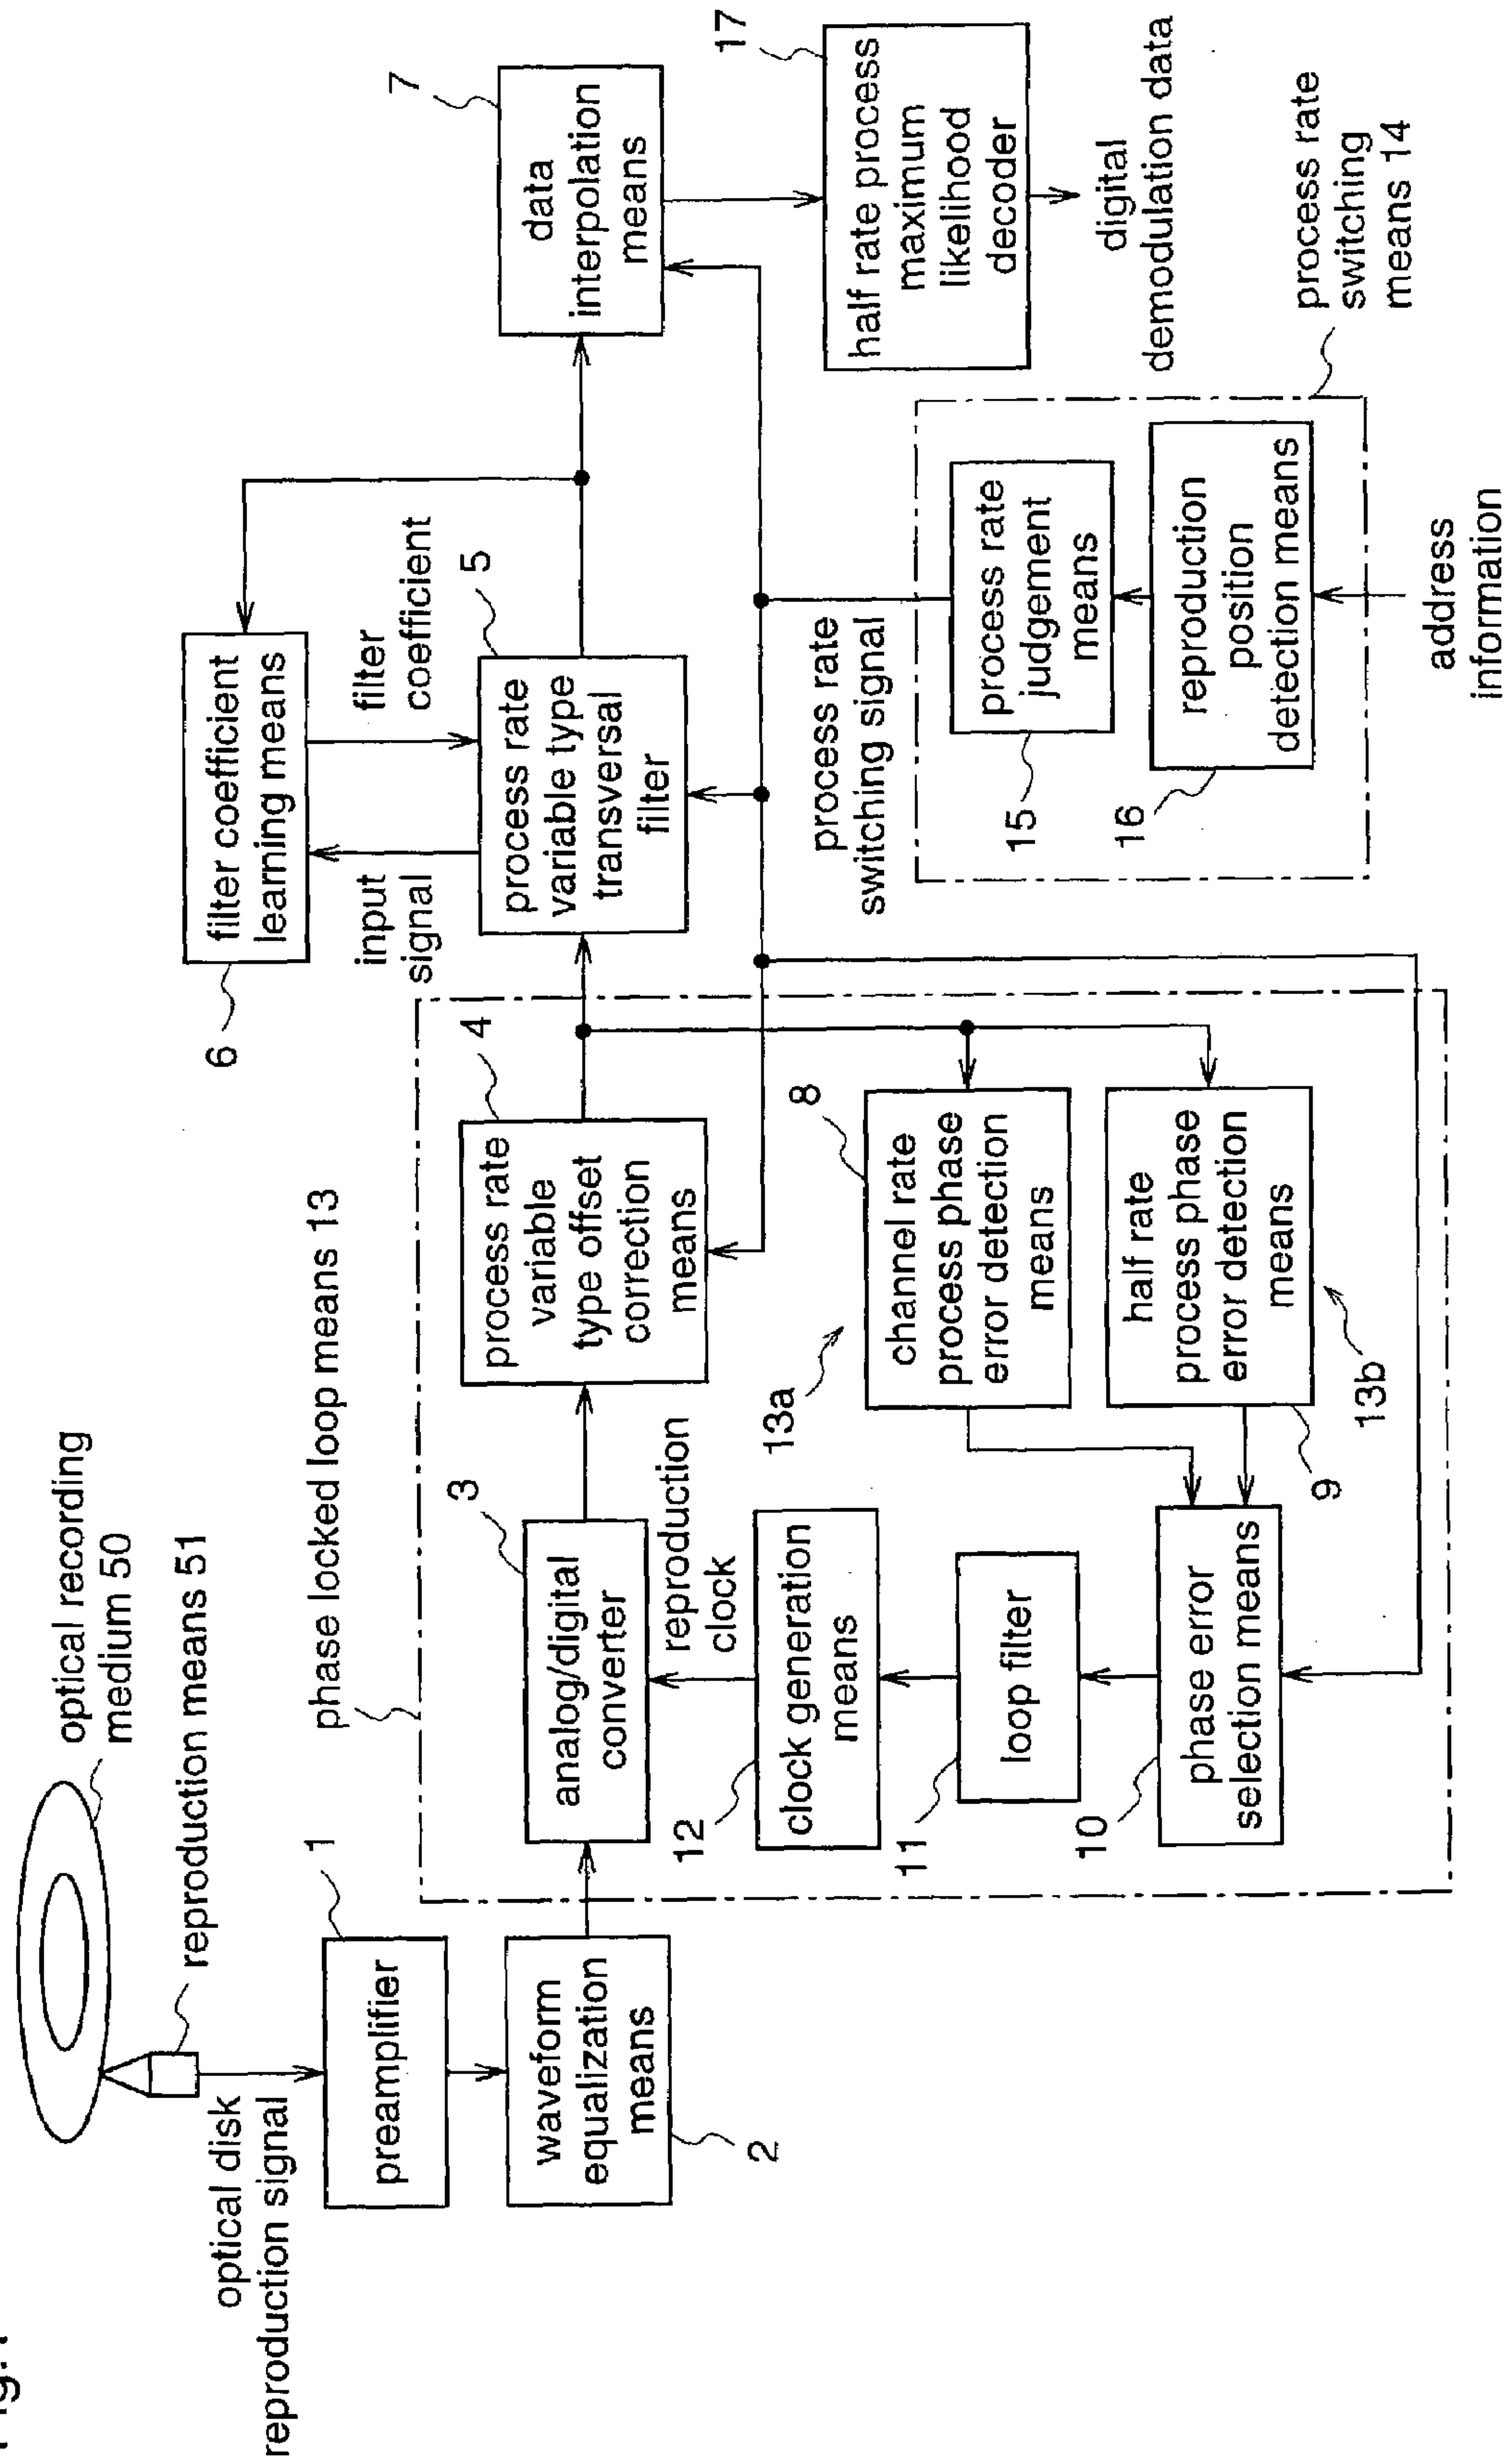 Fig.1
optical recording
medium 50
reproduction means 51
optical disk
reproduction signal
1
preamplifier
waveform
equalization
means
2
phase locked loop means 13
3
analog/digital
converter
reproduction
clock
4
process rate
variable
type offset
correction
means
12
clock generation
means
11
loop filter
10
phase error
selection means
13a
8
channel rate
process phase
error detection
means
half rate
process phase
error detection
means
9
13b
6
filter coefficient
learning means
input
signal
filter
coefficient
5
process rate
variable type
transversal
filter
7
data
interpolation
means
17
half rate process
maximum
likelihood
decoder
digital
demodulation data
process rate
switching signal
15
process rate
judgement
means
16
reproduction
position
detection means
process rate
switching
means 14
address
information